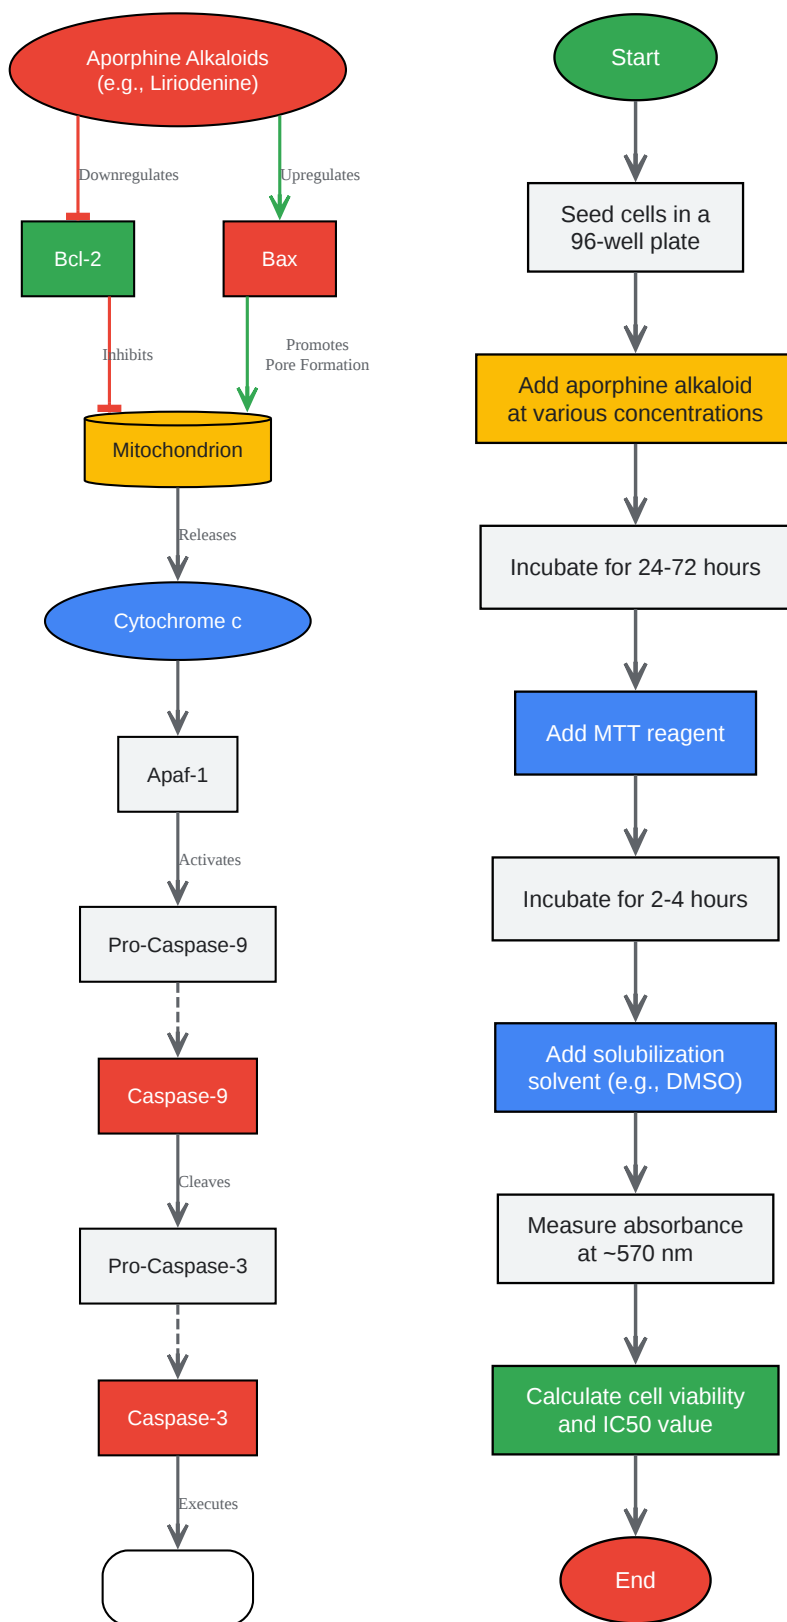 Aporphine Alkaloids
(e.g., Liriodenine)
Downregulates
Upregulates
Bcl-2
Bax
Inhibits
Promotes
Pore Formation
Mitochondrion
Releases
Cytochrome c
Apaf-1
Activates
Pro-Caspase-9
Caspase-9
Cleaves
Pro-Caspase-3
Caspase-3
Executes
Start
Seed cells in a
96-well plate
Add aporphine alkaloid
at various concentrations
Incubate for 24-72 hours
Add MTT reagent
Incubate for 2-4 hours
Add solubilization
solvent (e.g., DMSO)
Measure absorbance
at ~570 nm
Calculate cell viability
and IC50 value
End